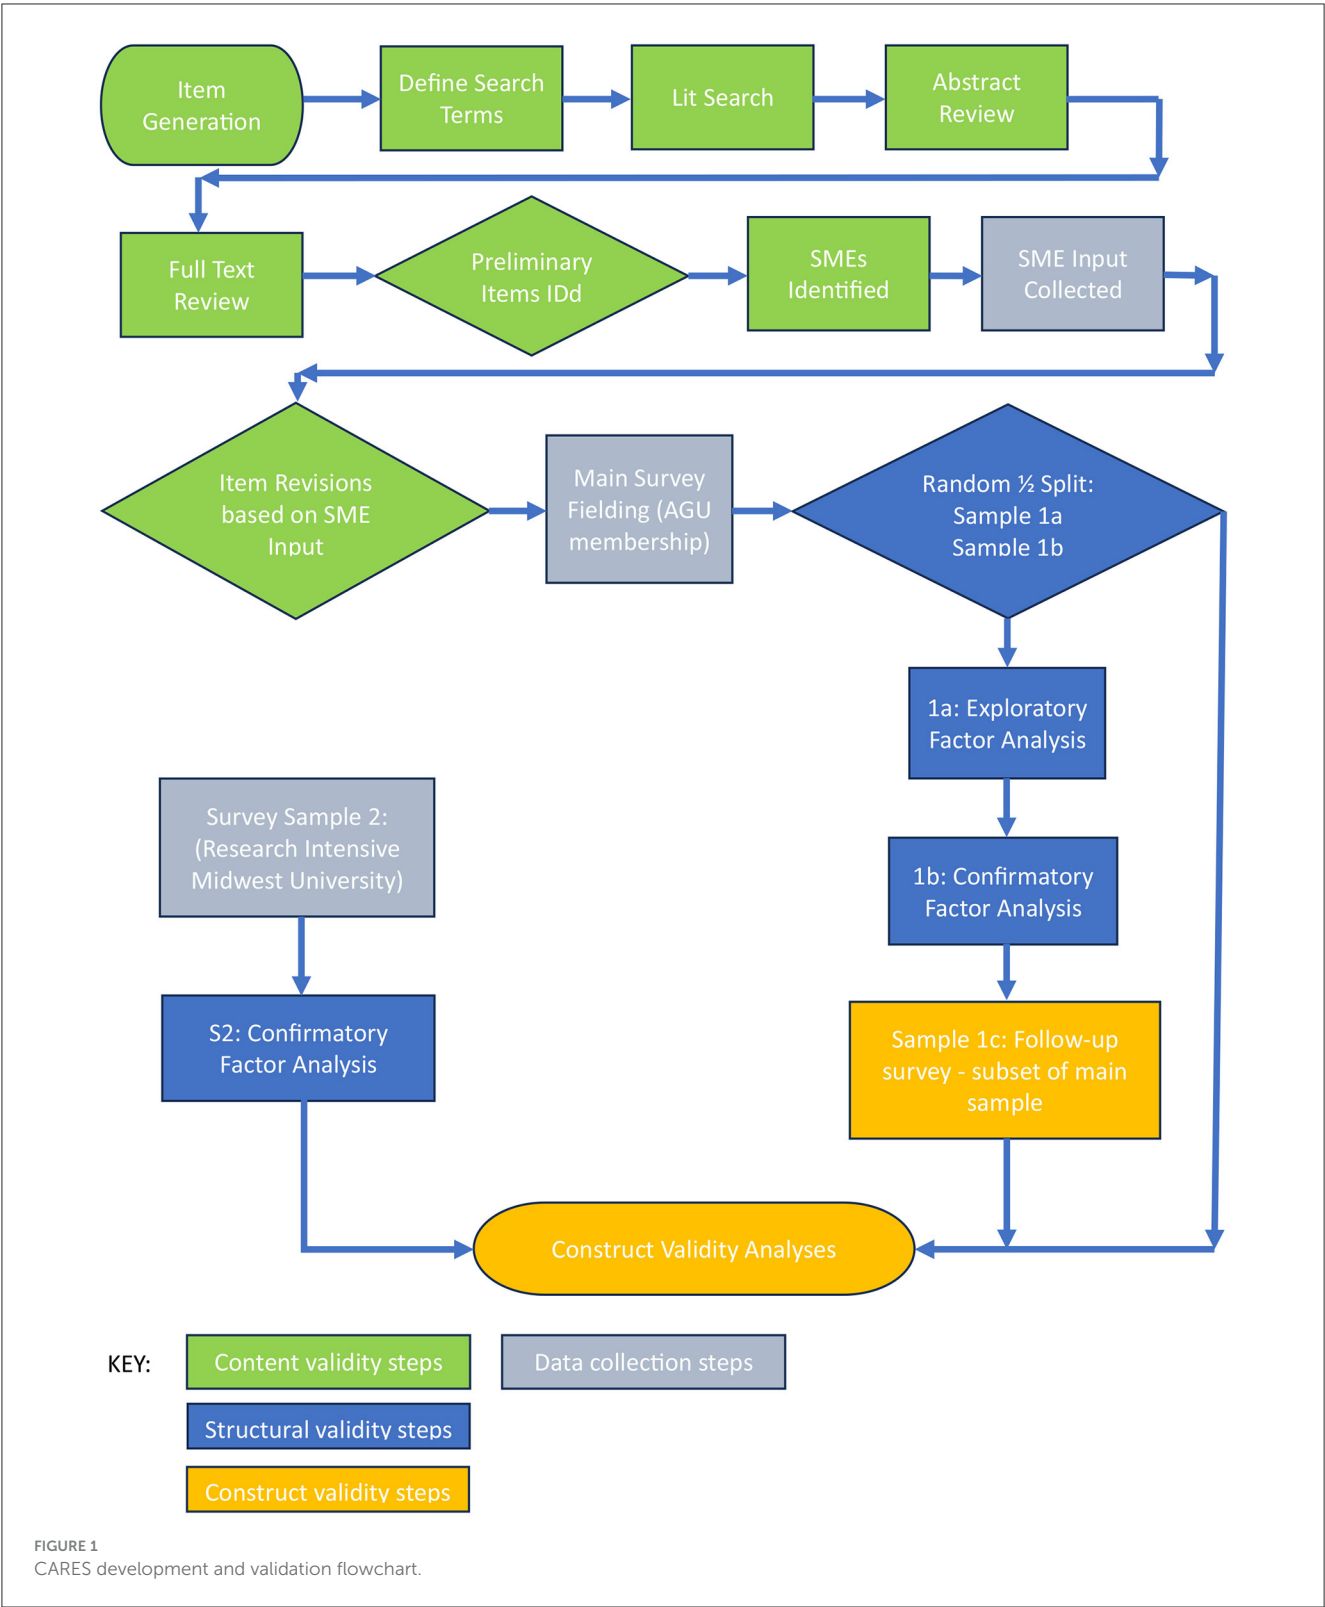 Item
Generation
Define Search
Terms
Lit Search
Abstract
Review
Full Text
Review
Preliminary
Items IDd
SMEs
Identified
SME Input
Collected
Item Revisions
based on SME
Input
Main Survey
Fielding (AGU
membership)
Random ½ Split:
Sample 1a
Sample 1b
1a: Exploratory
Factor Analysis
1b: Confirmatory
Factor Analysis
Sample 1c: Follow-up
survey - subset of main
sample
Survey Sample 2:
(Research Intensive
Midwest University)
S2: Confirmatory
Factor Analysis
Construct Validity Analyses
KEY:
Content validity steps
Data collection steps
Structural validity steps
Construct validity steps
FIGURE 1
CARES development and validation flowchart.